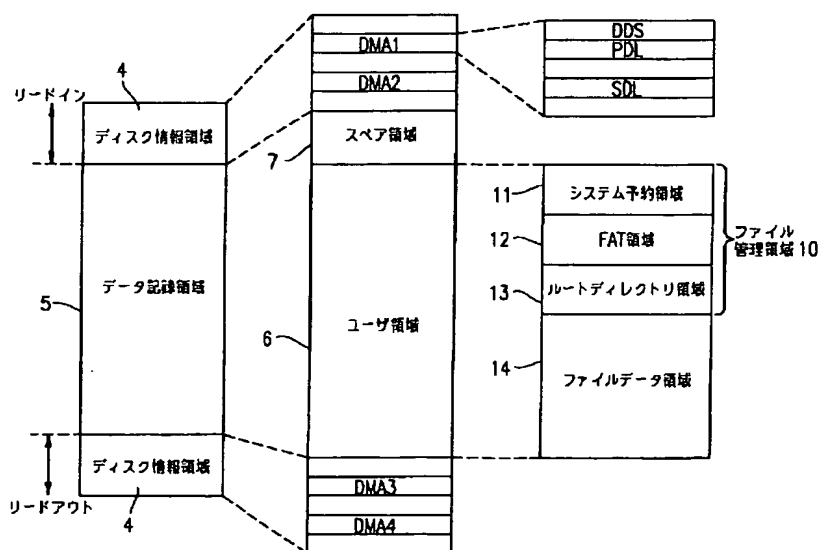 リードイン
4
ディスク情報領域
5
データ記録領域
ディスク情報領域
4
リードアウト
DMA1
DMA2
7
スペア領域
6
ユーザ領域
DMA3
DMA4
DDS
PDL
SDL
11
システム予約領域
12
FAT領域
13
ルートディレクトリ領域
14
ファイルデータ領域
ファイル
管理領域 10